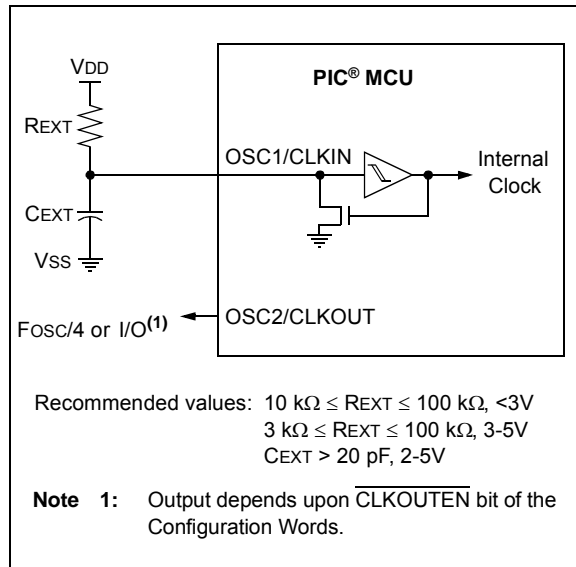 VDD
PIC® MCU
REXT
OSC1/CLKIN
Internal
Clock
CEXT
VSS
OSC2/CLKOUT
FOSC/4 or I/O(1)
Recommended values: 10 kΩ ≤ REXT ≤ 100 kΩ, <3V
3 kΩ ≤ REXT ≤ 100 kΩ, 3-5V
CEXT > 20 pF, 2-5V
Note 1: Output depends upon CLKOUTEN bit of the
Configuration Words.